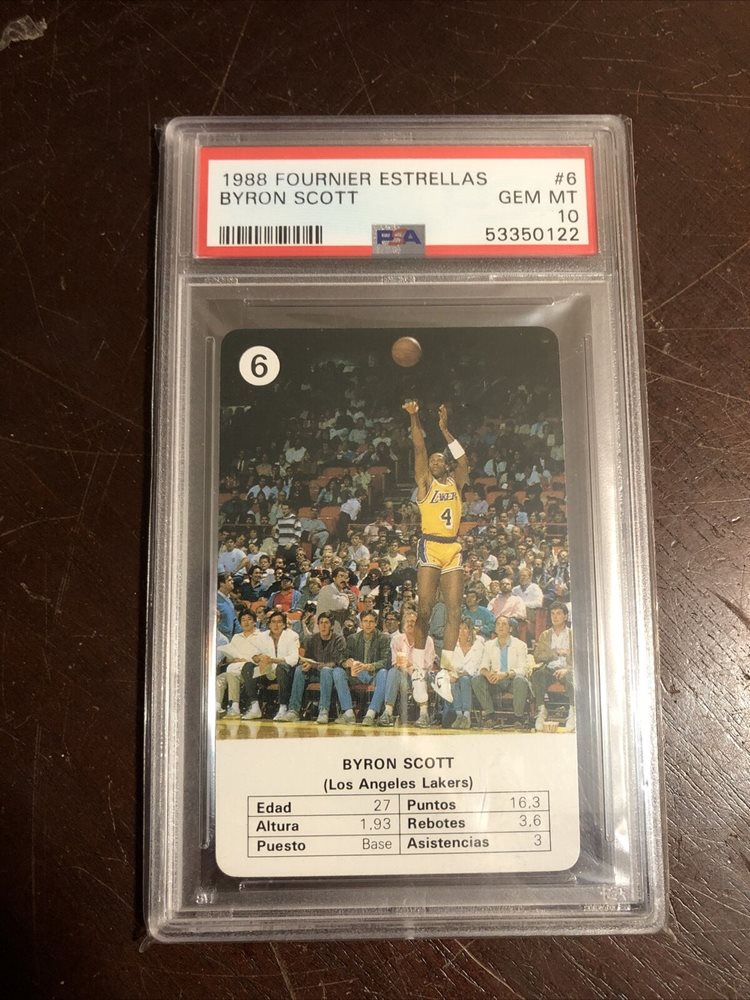 1988 FOURNIER ESTRELLAS #6
BYRON SCOTT GEM MT
10
PSA 53350122
6
LAKERS
4
BYRON SCOTT
(Los Angeles Lakers)
Edad 27 Puntos 16,3
Altura 1,93 Rebotes 3,6
Puesto Base Asistencias 3